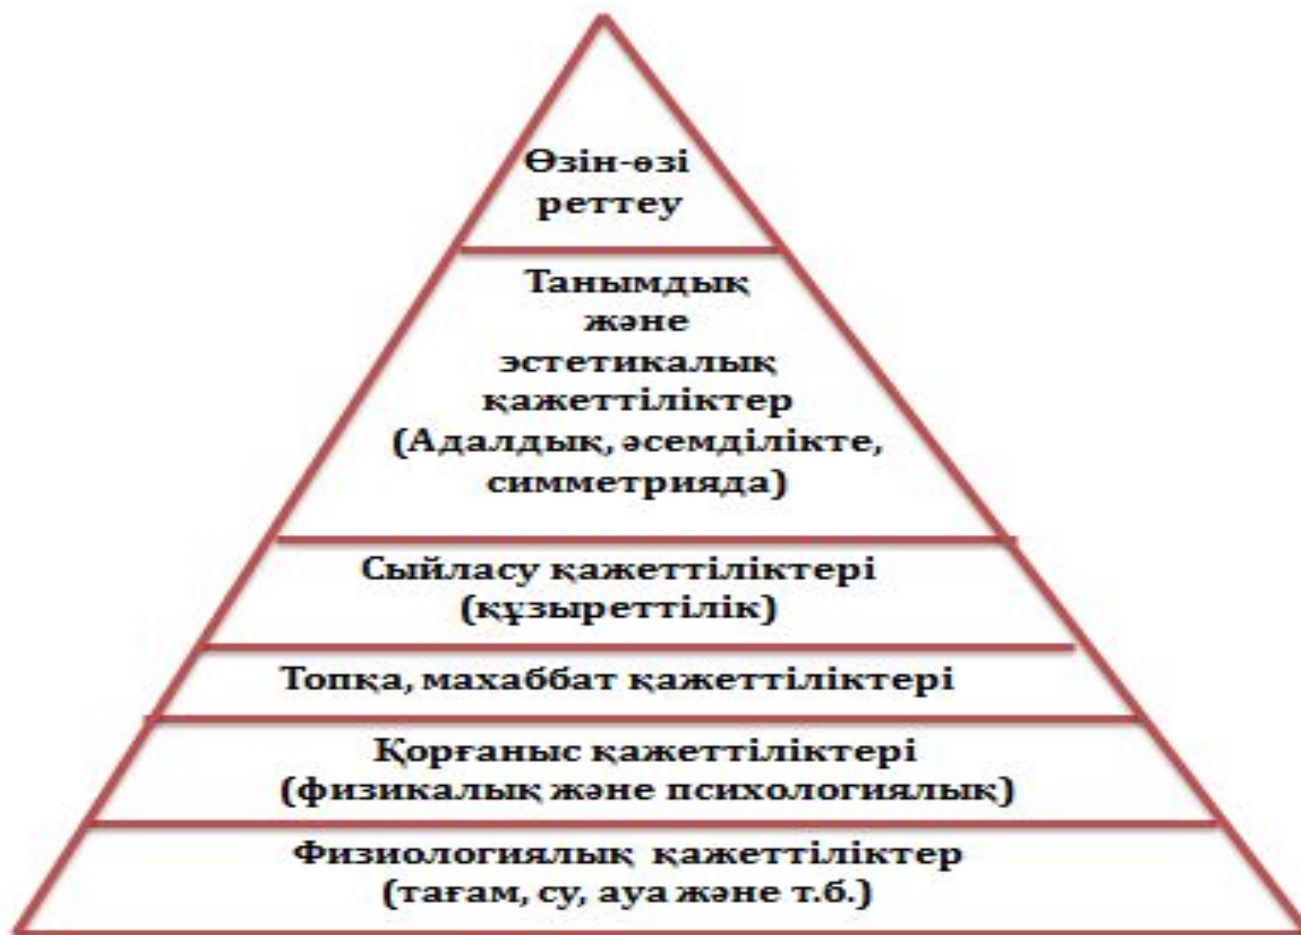 Өзін-өзі
реттеу
Танымдық
және
эстетикалық
қажеттіліктер
(Адалдық, әсемділікте,
симметрияда)
Сыйласу қажеттіліктері
(құзыреттілік)
Топқа, махаббат қажеттіліктері
Қорғаныс қажеттіліктері
(физикалық және психологиялық)
Физиологиялық қажеттіліктер
(тағам, су, ауа және т.б.)